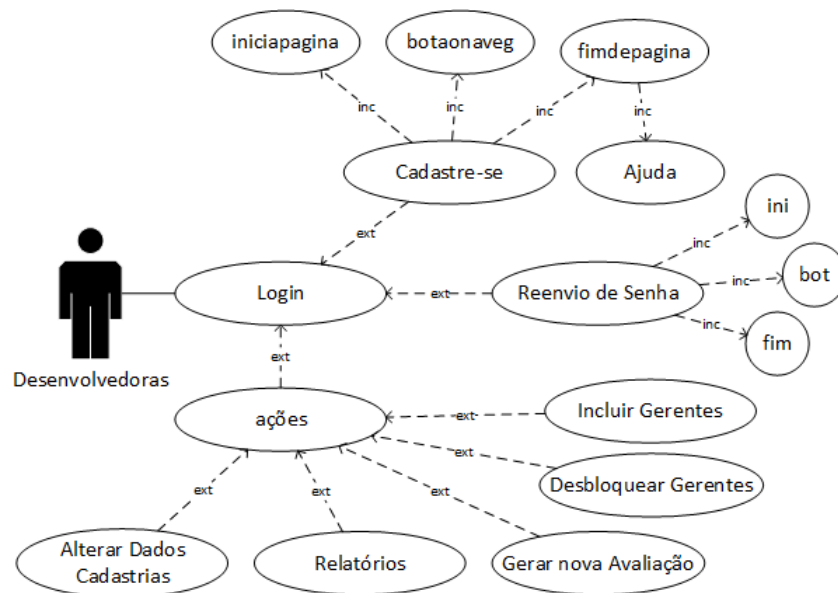 iniciapagina
botaonaveg
fimdepagina
inc
inc
inc
inc
Cadastre-se
Ajuda
ext
ini
inc
Login
ext
Reenvio de Senha
inc
bot
inc
fim
Desenvolvedoras
ext
ações
ext
Incluir Gerentes
ext
Desbloquear Gerentes
ext
ext
ext
Alterar Dados
Cadastrias
Relatórios
Gerar nova Avaliação